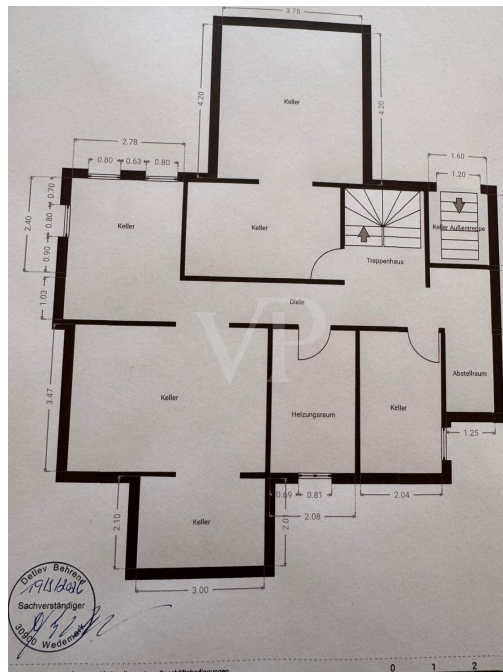 3.75
4.20
4.20
Keller
2.78
0.80 0.63 0.80
1.60
1.20
0.70
2.40
0.80
0.90
1.03
Keller
Keller
Keller Außentreppe
Treppenhaus
Diele
VP
3.47
Keller
Heizungsraum
Keller
Abstellraum
1.25
0.69 0.81
2.04
2.08
2.10
Keller
3.00
Detlev Behrend
Sachverständiger
30900 Wedemark
0 1 2